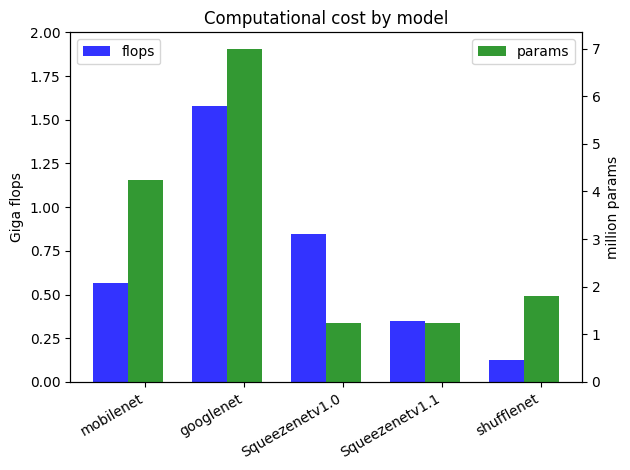 Computational cost by model
flops
params
Giga flops
2.00
1.75
1.50
1.25
1.00
0.75
0.50
0.25
0.00
7
6
5
4
3
2
1
0
million params
mobilenet
googlenet
Squeezenetv1.0
Squeezenetv1.1
shufflenet